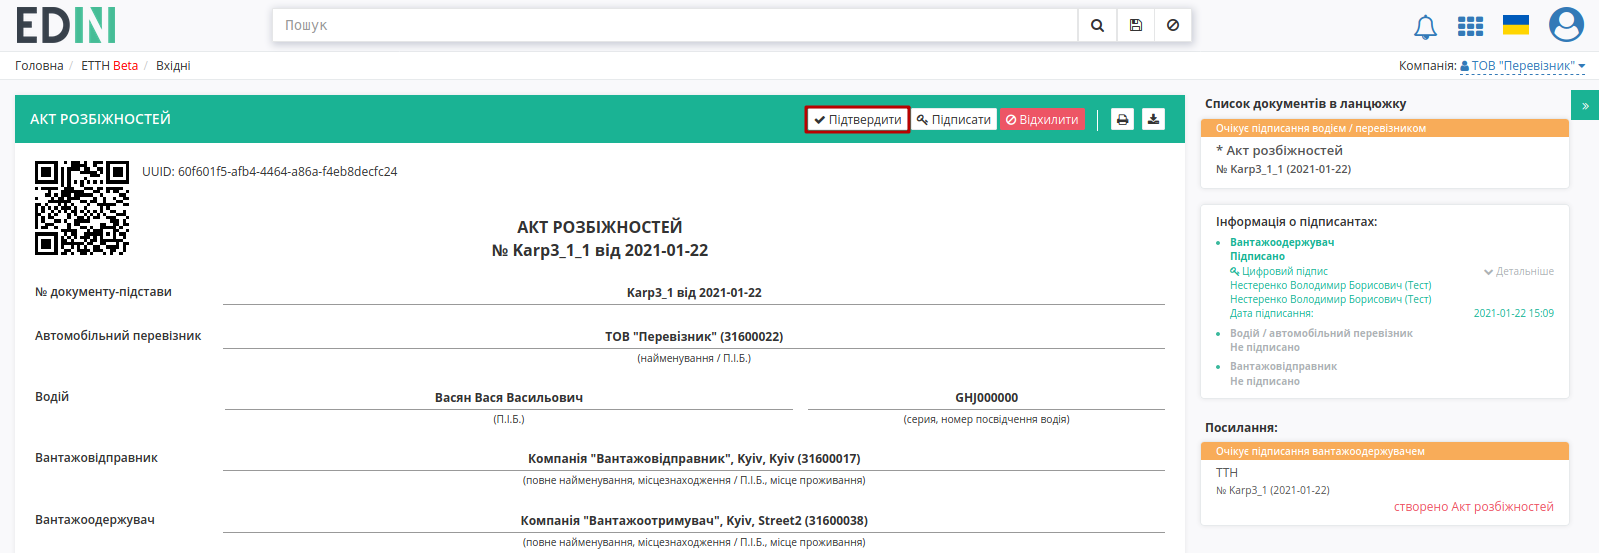 EDIN
Пошук
Головна / ЕТТН Beta / Вхідні
Компанія: ТОВ "Перевізник"
АКТ РОЗБІЖНОСТЕЙ
Підтвердити
Підписати
Відхилити
UUID: 60f601f5-afb4-4464-a86a-f4eb8decfc24
АКТ РОЗБІЖНОСТЕЙ
№ Karp3_1_1 від 2021-01-22
№ документу-підстави
Karp3_1 від 2021-01-22
Автомобільний перевізник
ТОВ "Перевізник" (31600022)
(найменування / П.І.Б.)
Водій
Васян Вася Васильович
GHJ000000
(П.І.Б.)
(серия, номер посвідчення водія)
Вантажовідправник
Компанія "Вантажовідправник", Kyiv, Kyiv (31600017)
(повне найменування, місцезнаходження / П.І.Б., місце проживання)
Вантажоодержувач
Компанія "Вантажоотримувач", Kyiv, Street2 (31600038)
(повне найменування, місцезнаходження / П.І.Б., місце проживання)
Список документів в ланцюжку
»
Очікує підписання водієм / перевізником
* Акт розбіжностей
№ Karp3_1_1 (2021-01-22)
Інформація о підписантах:
Вантажоодержувач
Підписано
Цифровий підпис
Детальніше
Нестеренко Володимир Борисович (Тест)
Нестеренко Володимир Борисович (Тест)
Дата підписання: 2021-01-22 15:09
Водій / автомобільний перевізник
Не підписано
Вантажовідправник
Не підписано
Посилання:
Очікує підписання вантажоодержувачем
ТТН
№ Karp3_1 (2021-01-22)
створено Акт розбіжностей